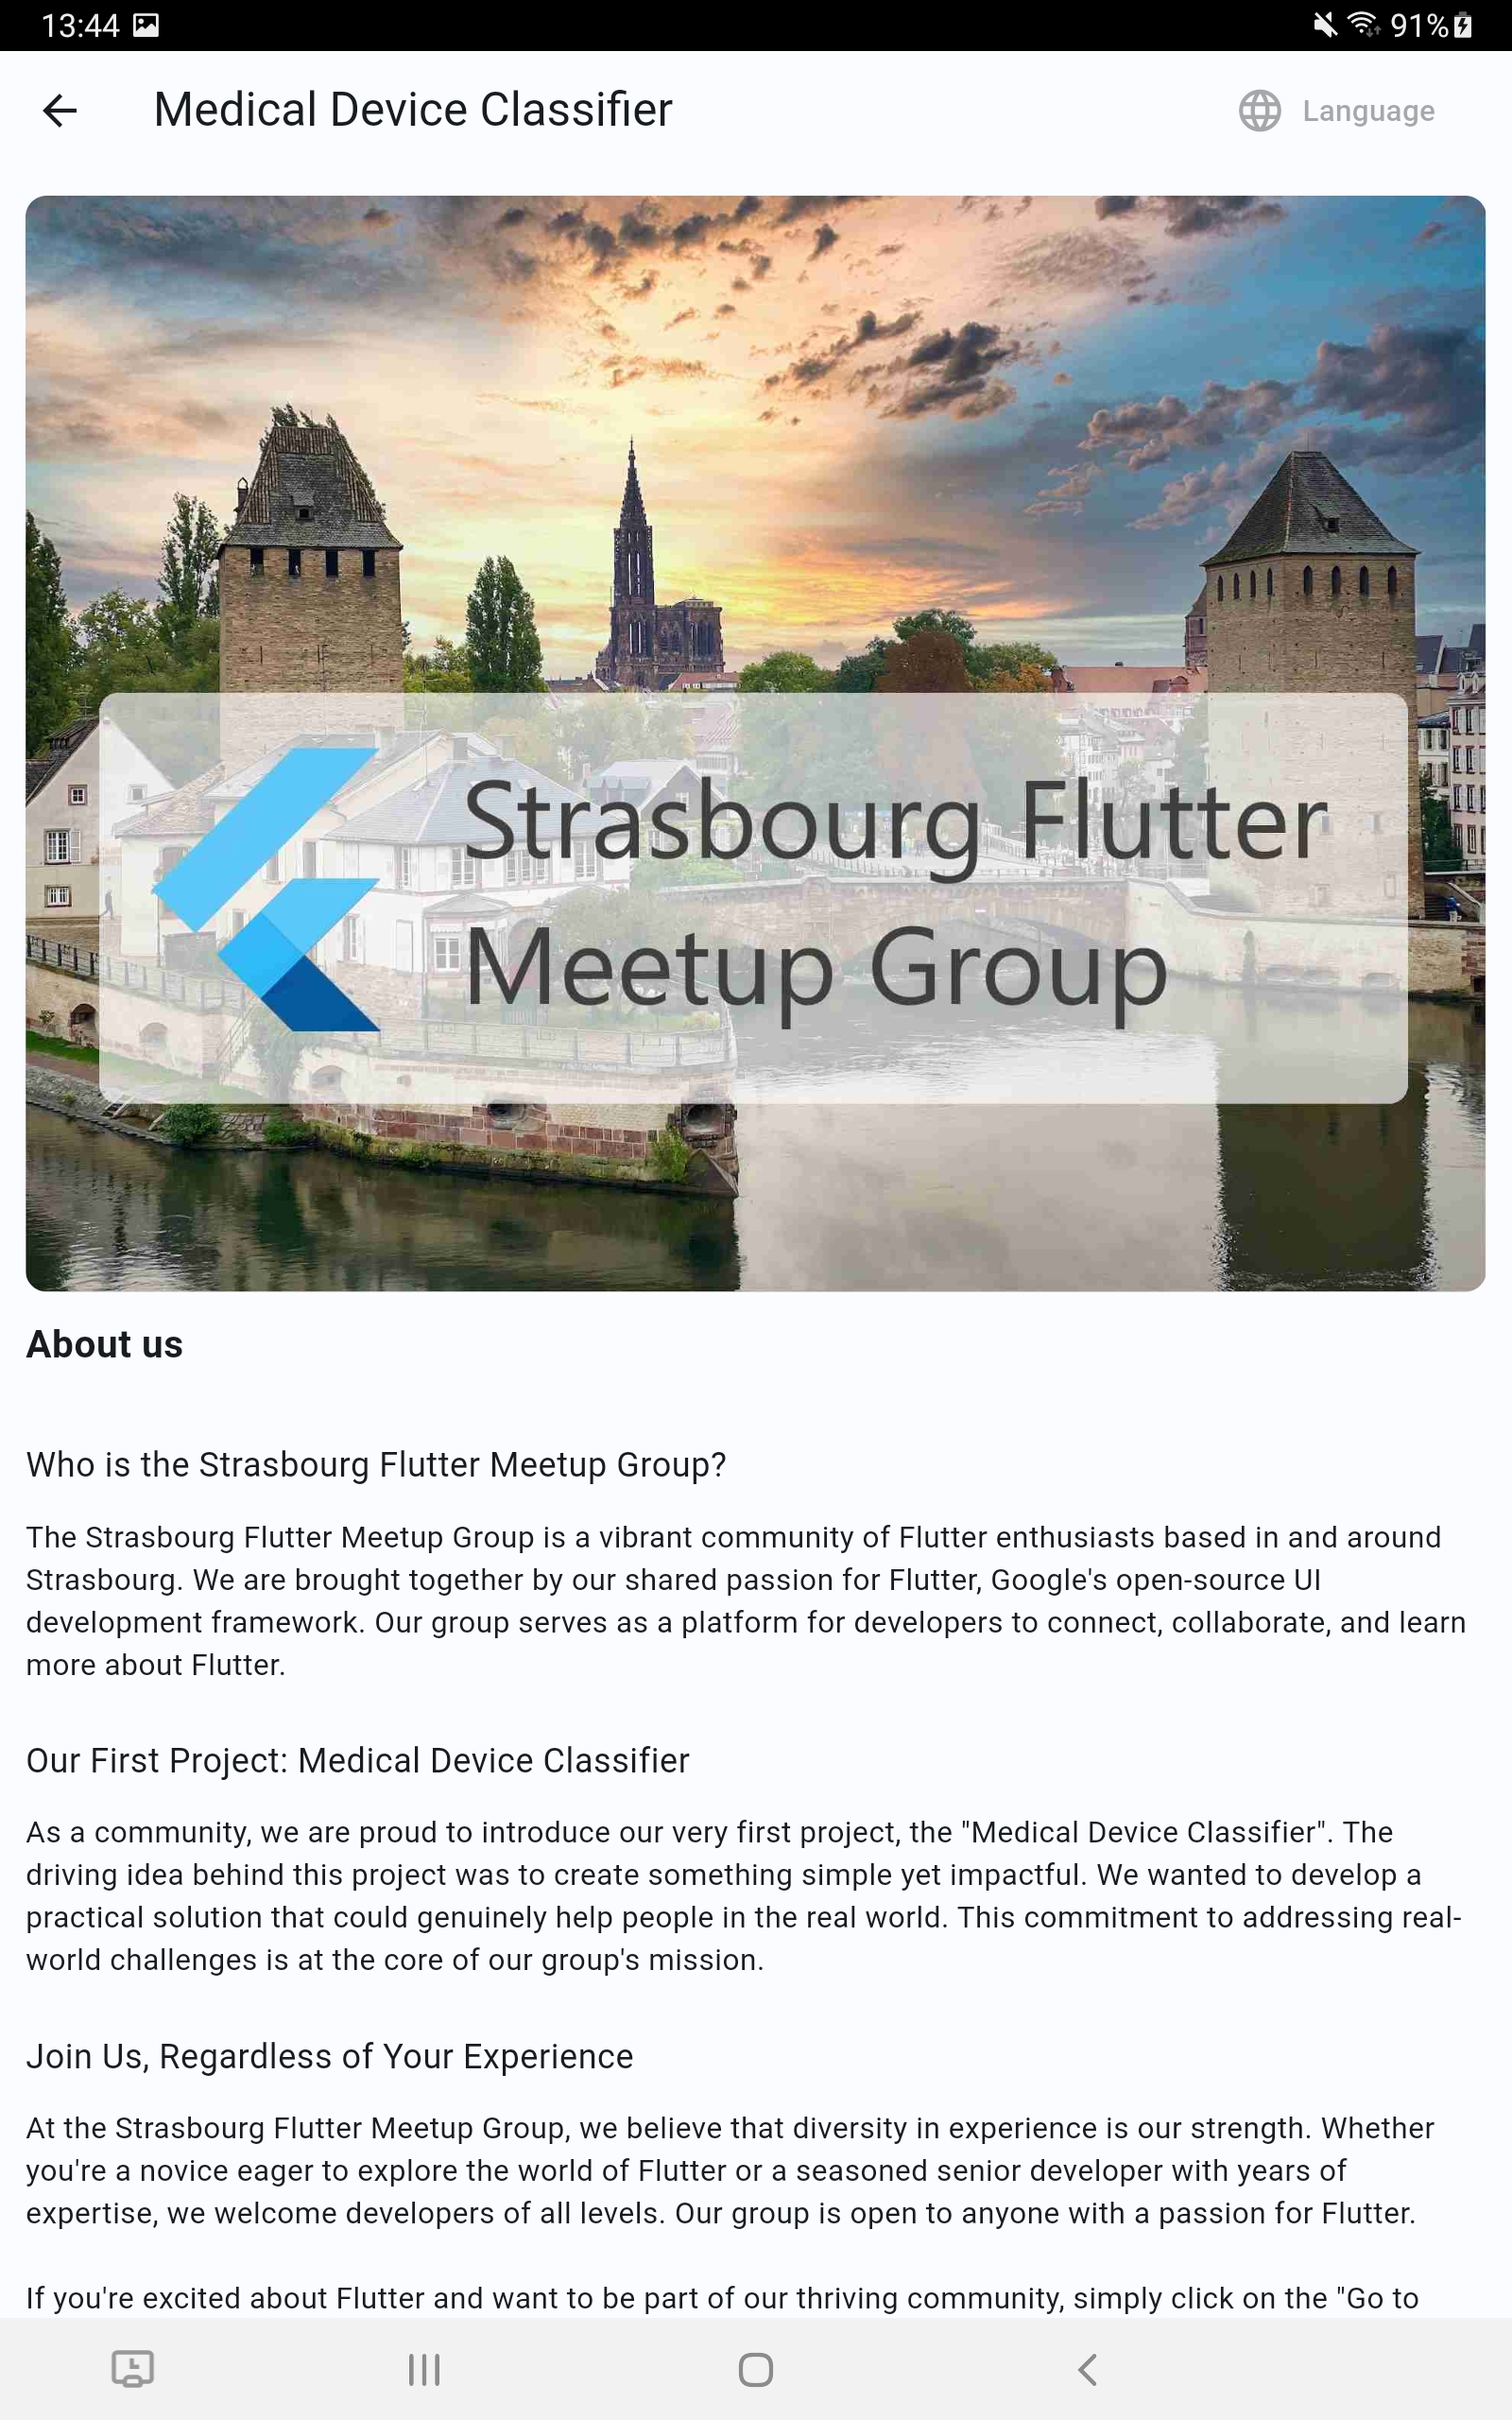 13:44
91%
Medical Device Classifier
Language
Strasbourg Flutter
Meetup Group
About us
Who is the Strasbourg Flutter Meetup Group?
The Strasbourg Flutter Meetup Group is a vibrant community of Flutter enthusiasts based in and around
Strasbourg. We are brought together by our shared passion for Flutter, Google's open-source UI
development framework. Our group serves as a platform for developers to connect, collaborate, and learn
more about Flutter.
Our First Project: Medical Device Classifier
As a community, we are proud to introduce our very first project, the "Medical Device Classifier". The
driving idea behind this project was to create something simple yet impactful. We wanted to develop a
practical solution that could genuinely help people in the real world. This commitment to addressing real-
world challenges is at the core of our group's mission.
Join Us, Regardless of Your Experience
At the Strasbourg Flutter Meetup Group, we believe that diversity in experience is our strength. Whether
you're a novice eager to explore the world of Flutter or a seasoned senior developer with years of
expertise, we welcome developers of all levels. Our group is open to anyone with a passion for Flutter.
If you're excited about Flutter and want to be part of our thriving community, simply click on the "Go to